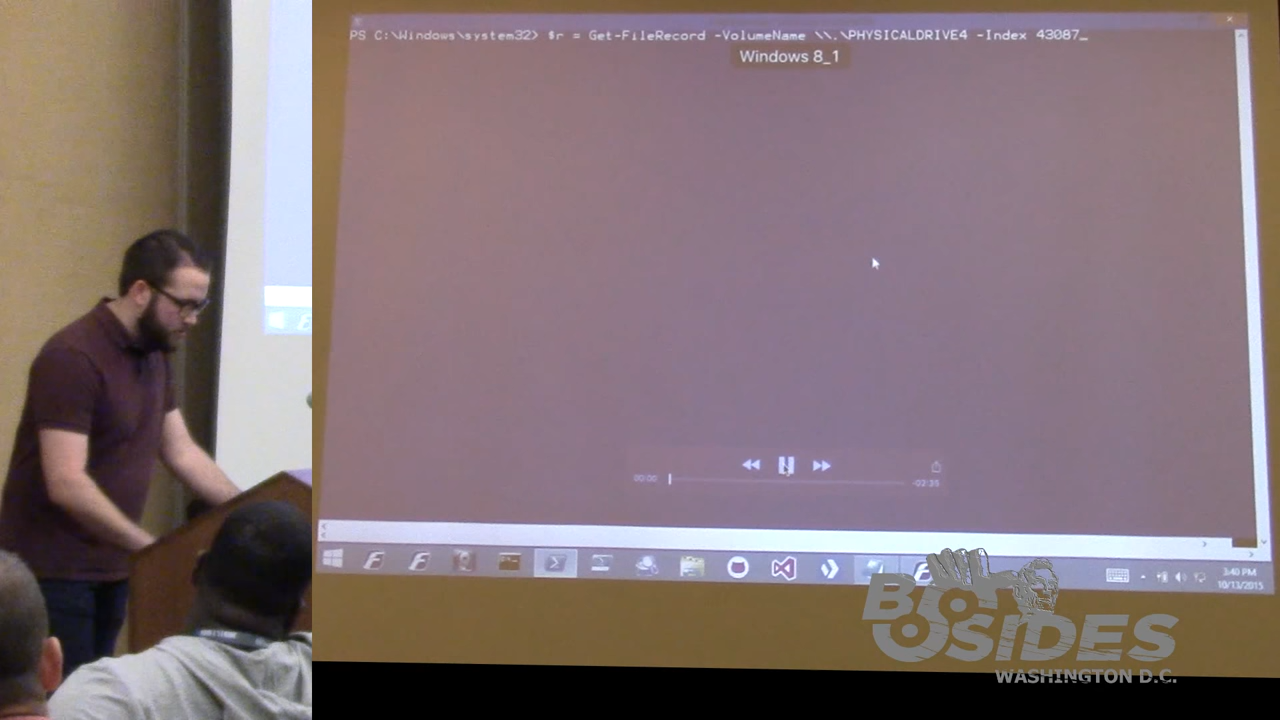 PS C:\Windows\system32> $r = Get-FileRecord -VolumeName \\.\PHYSICALDRIVE4 -Index 43087_
Windows 8_1
00:00
-02:35
3:40 PM
10/13/2015
BSIDES
WASHINGTON D.C.